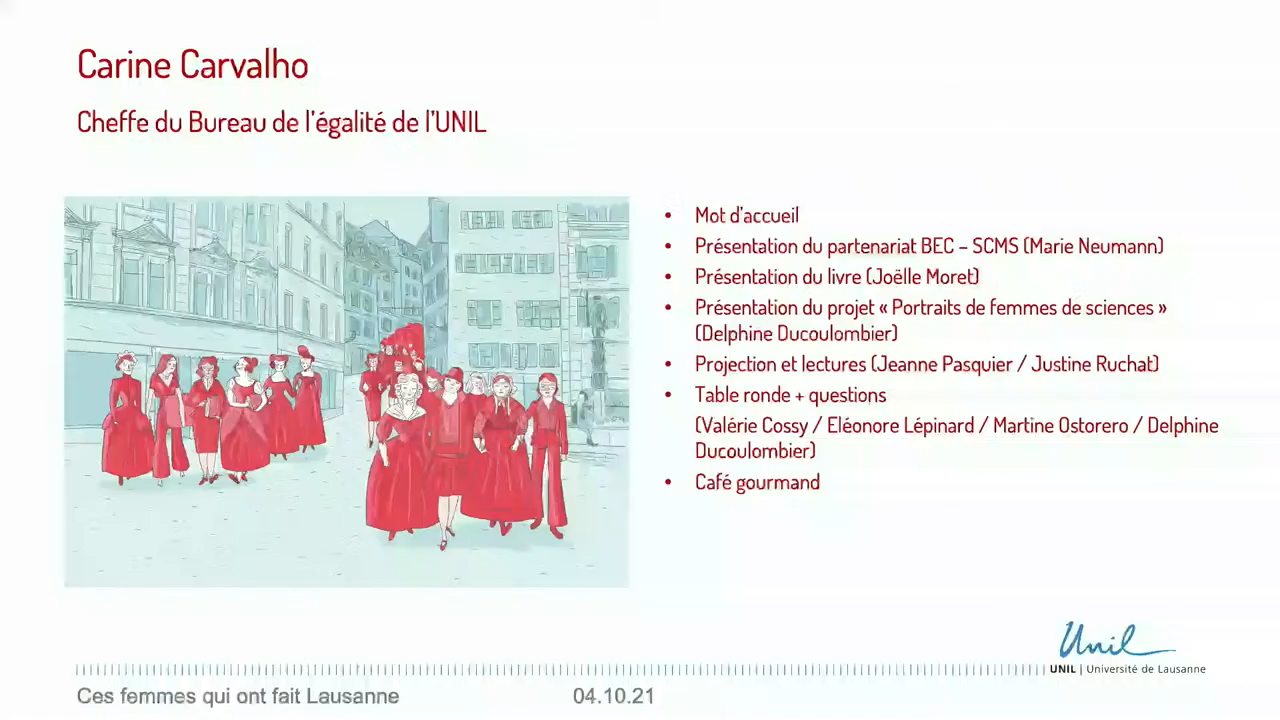 Carine Carvalho
Cheffe du Bureau de l'égalité de l'UNIL
• Mot d'accueil
• Présentation du partenariat BEC – SCMS (Marie Neumann)
• Présentation du livre (Joëlle Moret)
• Présentation du projet « Portraits de femmes de sciences »
(Delphine Ducoulombier)
• Projection et lectures (Jeanne Pasquier / Justine Ruchat)
• Table ronde + questions
(Valérie Cossy / Eléonore Lépinard / Martine Ostorero / Delphine
Ducoulombier)
• Café gourmand
Unil
UNIL | Université de Lausanne
Ces femmes qui ont fait Lausanne
04.10.21